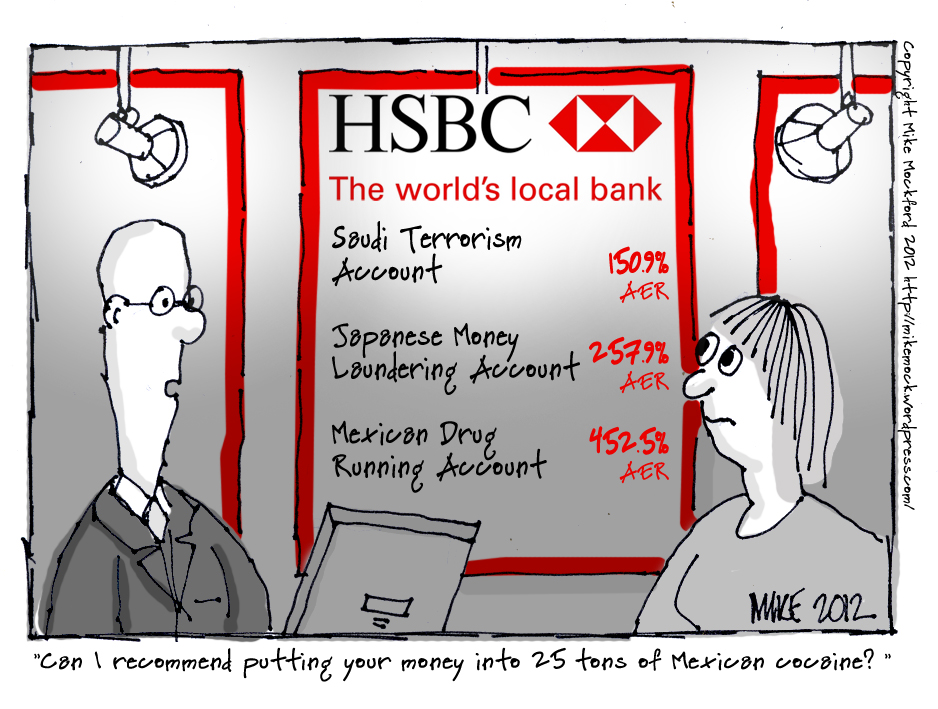 HSBC
The world's local bank
Saudi Terrorism
Account
150.9%
AER
Japanese Money
Laundering Account
257.9%
AER
Mexican Drug
Running Account
452.5%
AER
MIKE 2012
"Can I recommend putting your money into 25 tons of Mexican cocaine? "
Copyright Mike Mockford 2012 http://mikemock.wordpress.com/